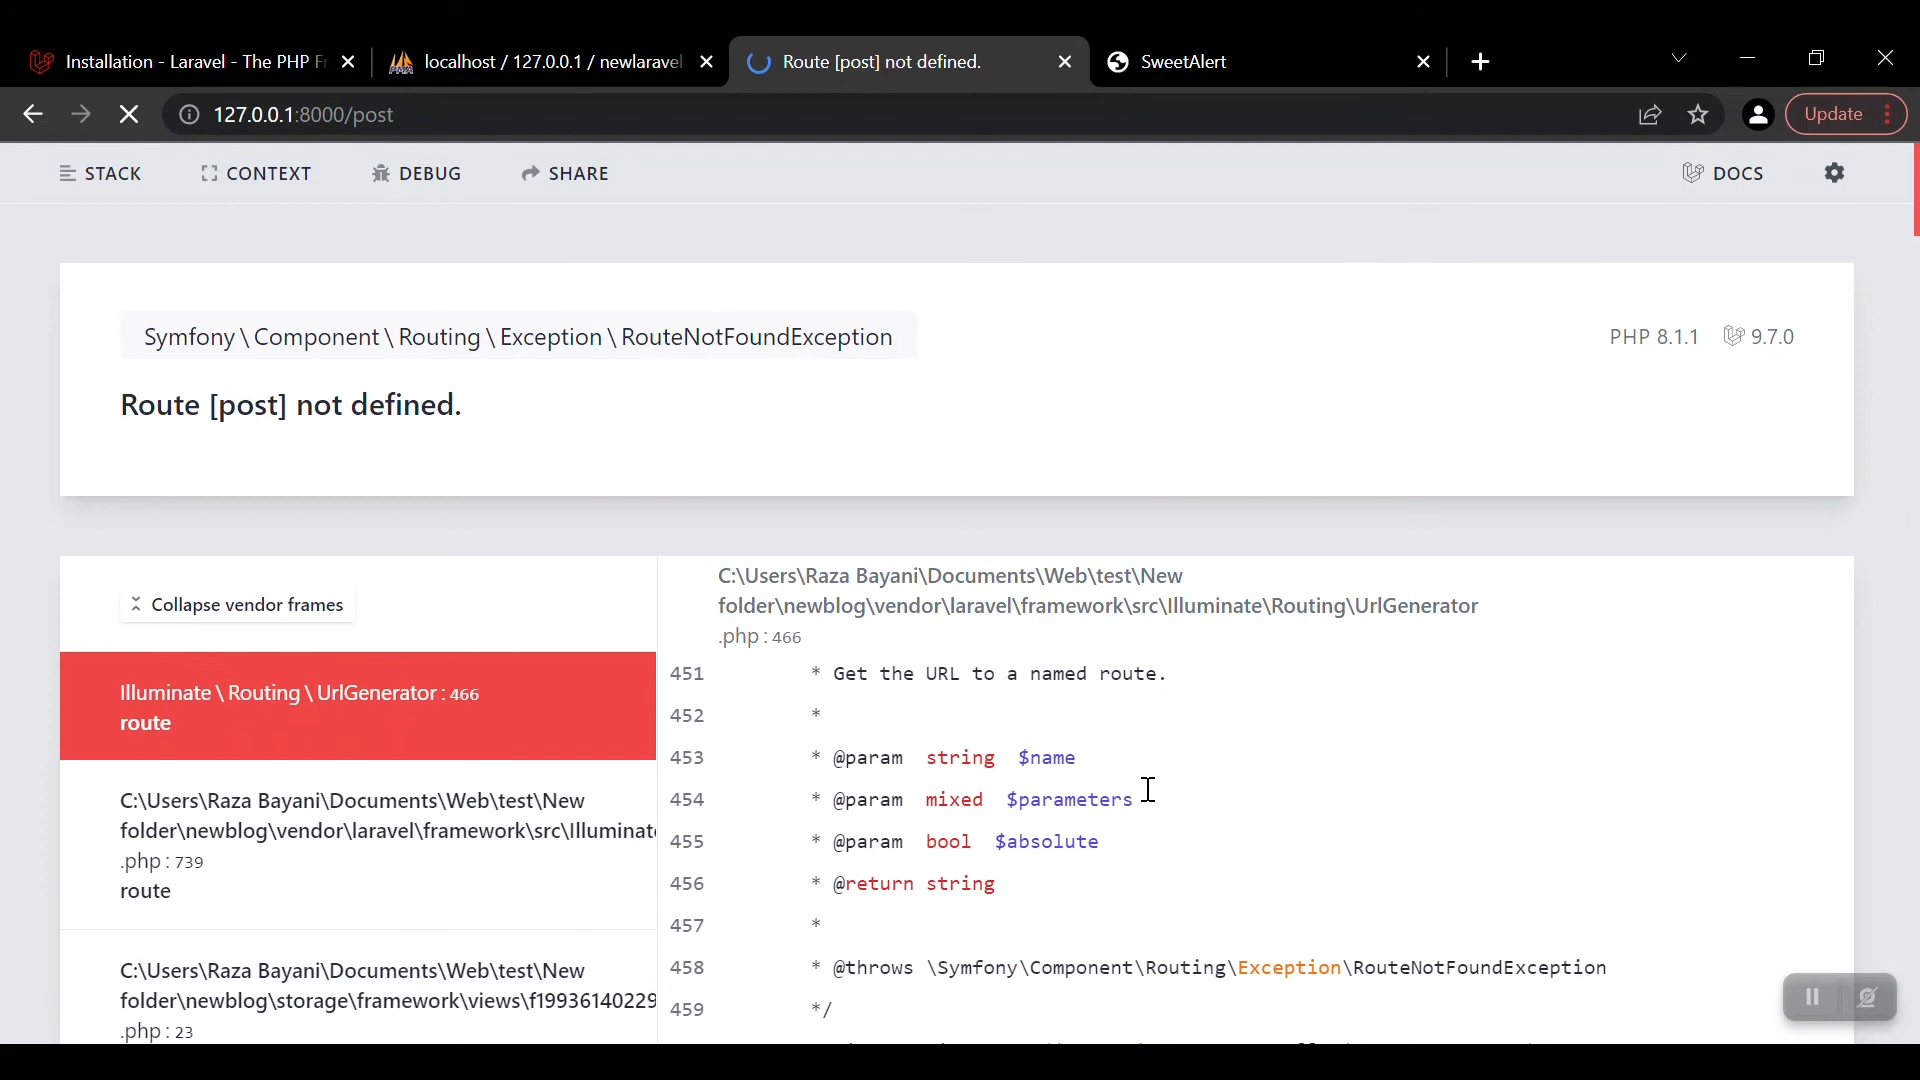 Installation - Laravel - The PHP Fr
localhost / 127.0.0.1 / newlaravel
Route [post] not defined.
SweetAlert
127.0.0.1:8000/post
Update
STACK
CONTEXT
DEBUG
SHARE
DOCS
Symfony \ Component \ Routing \ Exception \ RouteNotFoundException
PHP 8.1.1
9.7.0
Route [post] not defined.
Collapse vendor frames
Illuminate \ Routing \ UrlGenerator : 466
route
C:\Users\Raza Bayani\Documents\Web\test\New
folder\newblog\vendor\laravel\framework\src\Illuminate
.php : 739
route
C:\Users\Raza Bayani\Documents\Web\test\New
folder\newblog\storage\framework\views\f19936140229
.php : 23
C:\Users\Raza Bayani\Documents\Web\test\New
folder\newblog\vendor\laravel\framework\src\Illuminate\Routing\UrlGenerator
.php : 466
451 * Get the URL to a named route.
452 *
453 * @param string $name
454 * @param mixed $parameters
455 * @param bool $absolute
456 * @return string
457 *
458 * @throws \Symfony\Component\Routing\Exception\RouteNotFoundException
459 */